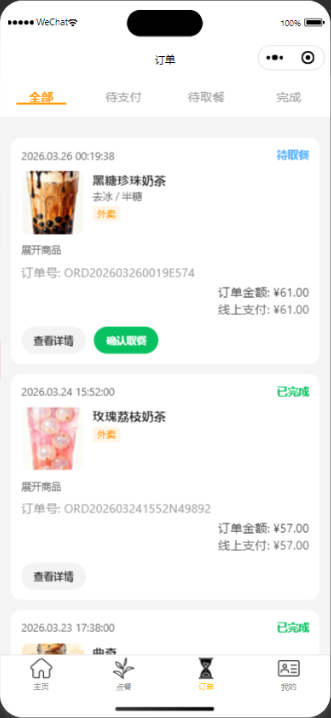 WeChat
100%
订单
全部
待支付
待取餐
完成
2026.03.26 00:19:38
待取餐
黑糖珍珠奶茶
去冰 / 半糖
外卖
展开商品
订单号: ORD202603260019E574
订单金额: ¥61.00
线上支付: ¥61.00
查看详情
确认取餐
2026.03.24 15:52:00
已完成
玫瑰荔枝奶茶
外卖
展开商品
订单号: ORD202603241552N49892
订单金额: ¥57.00
线上支付: ¥57.00
查看详情
2026.03.23 17:38:00
已完成
曲奇
主页
点餐
订单
我的